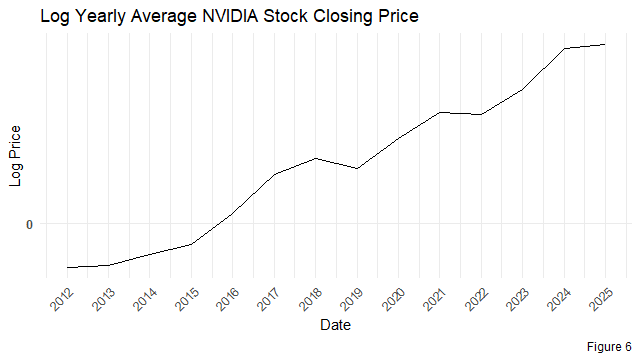 Log Yearly Average NVIDIA Stock Closing Price
Log Price
0
2012 2013 2014 2015 2016 2017 2018 2019 2020 2021 2022 2023 2024 2025
Date
Figure 6